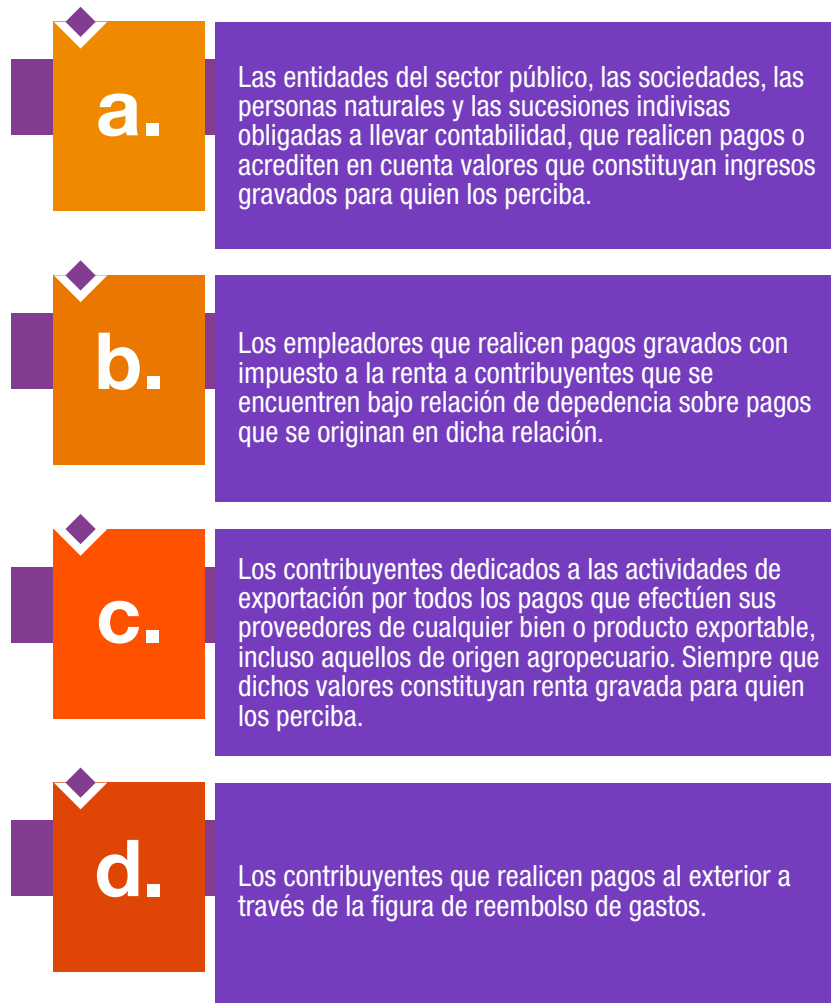 a.
Las entidades del sector público, las sociedades, las
personas naturales y las sucesiones indivisas
obligadas a llevar contabilidad, que realicen pagos o
acrediten en cuenta valores que constituyan ingresos
gravados para quien los perciba.
b.
Los empleadores que realicen pagos gravados con
impuesto a la renta a contribuyentes que se
encuentren bajo relación de depedencia sobre pagos
que se originan en dicha relación.
c.
Los contribuyentes dedicados a las actividades de
exportación por todos los pagos que efectúen sus
proveedores de cualquier bien o producto exportable,
incluso aquellos de origen agropecuario. Siempre que
dichos valores constituyan renta gravada para quien
los perciba.
d.
Los contribuyentes que realicen pagos al exterior a
través de la figura de reembolso de gastos.